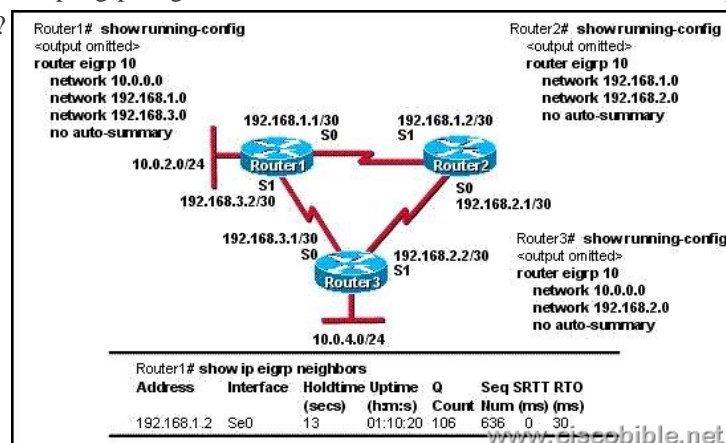 ?
Router1# show running-config
<output omitted>
router eigrp 10
network 10.0.0.0
network 192.168.1.0
network 192.168.3.0
no auto-summary
Router2# show running-config
<output omitted>
router eigrp 10
network 192.168.1.0
network 192.168.2.0
no auto-summary
192.168.1.1/30
S0
192.168.1.2/30
S1
10.0.2.0/24
Router1
Router2
S1
192.168.3.2/30
S0
192.168.2.1/30
192.168.3.1/30
S0
192.168.2.2/30
S1
Router3
10.0.4.0/24
Router3# show running-config
<output omitted>
router eigrp 10
network 10.0.0.0
network 192.168.2.0
no auto-summary
Router1# show ip eigrp neighbors
Address Interface Holdtime Uptime Q Seq SRTT RTO
(secs) (h:m:s) Count Num (ms) (ms)
192.168.1.2 Se0 13 01:10:20 106 636 0 30
www.ciscobible.net